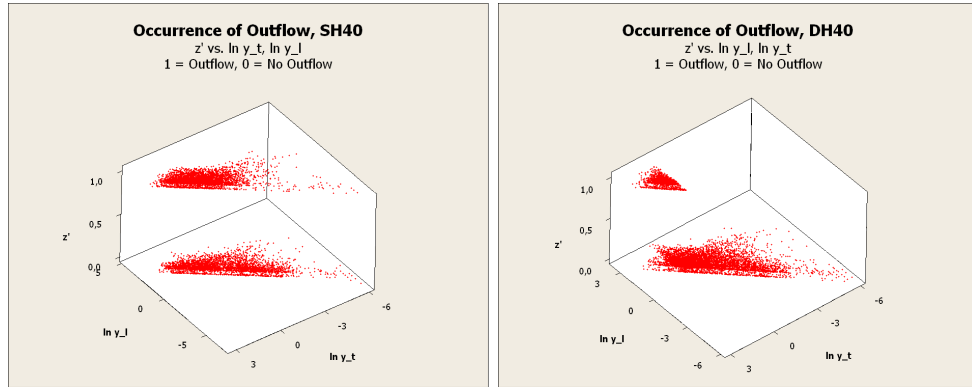 Occurrence of Outflow, SH40
z' vs. ln y_t, ln y_l
1 = Outflow, 0 = No Outflow
1,0
0,5
z'
0,0
5
0
-5
ln y_l
3
0
-3
-6
ln y_t
Occurrence of Outflow, DH40
z' vs. ln y_l, ln y_t
1 = Outflow, 0 = No Outflow
1,0
0,5
z'
0,0
3
0
-3
-6
ln y_l
3
0
-3
-6
ln y_t